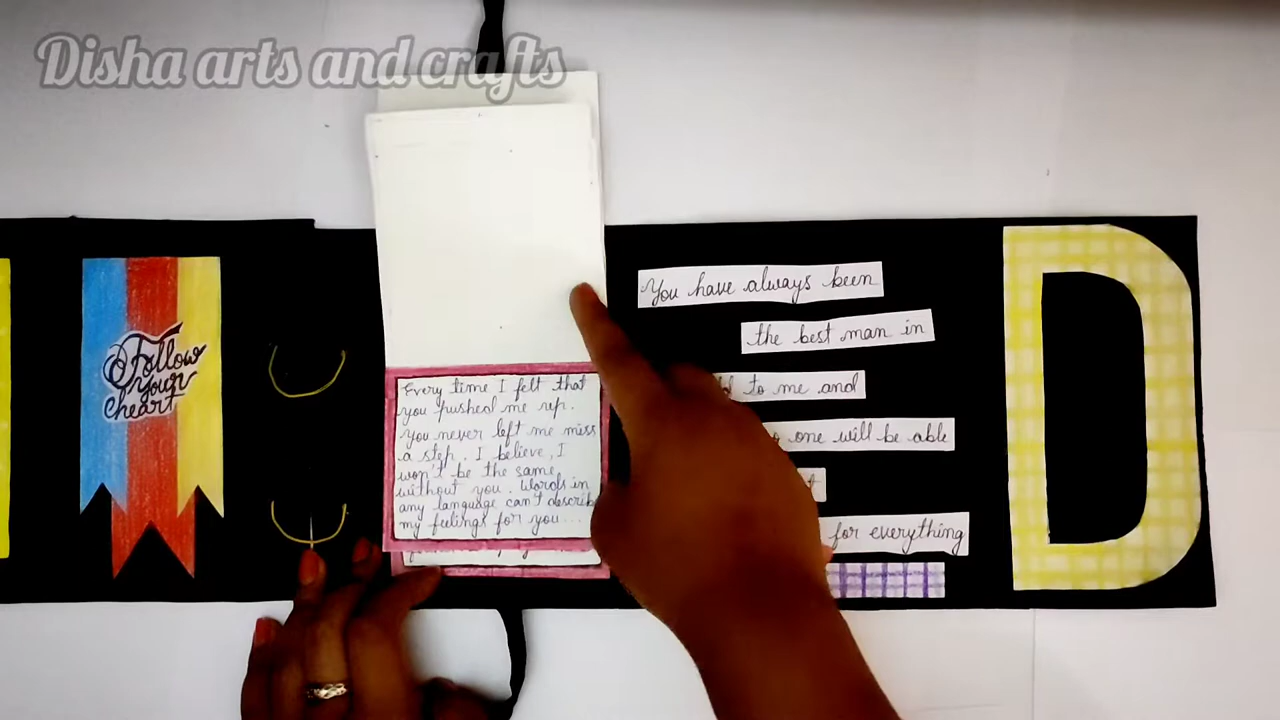 Disha arts and crafts
Follow
your
heart
Every time I felt that
you pushed me up.
You never left me miss
a step. I believe, I
won't be the same
without you. Words in
any language can't describe
my feelings for you...
You have always been
the best man in
to me and
one will be able
for everything
D